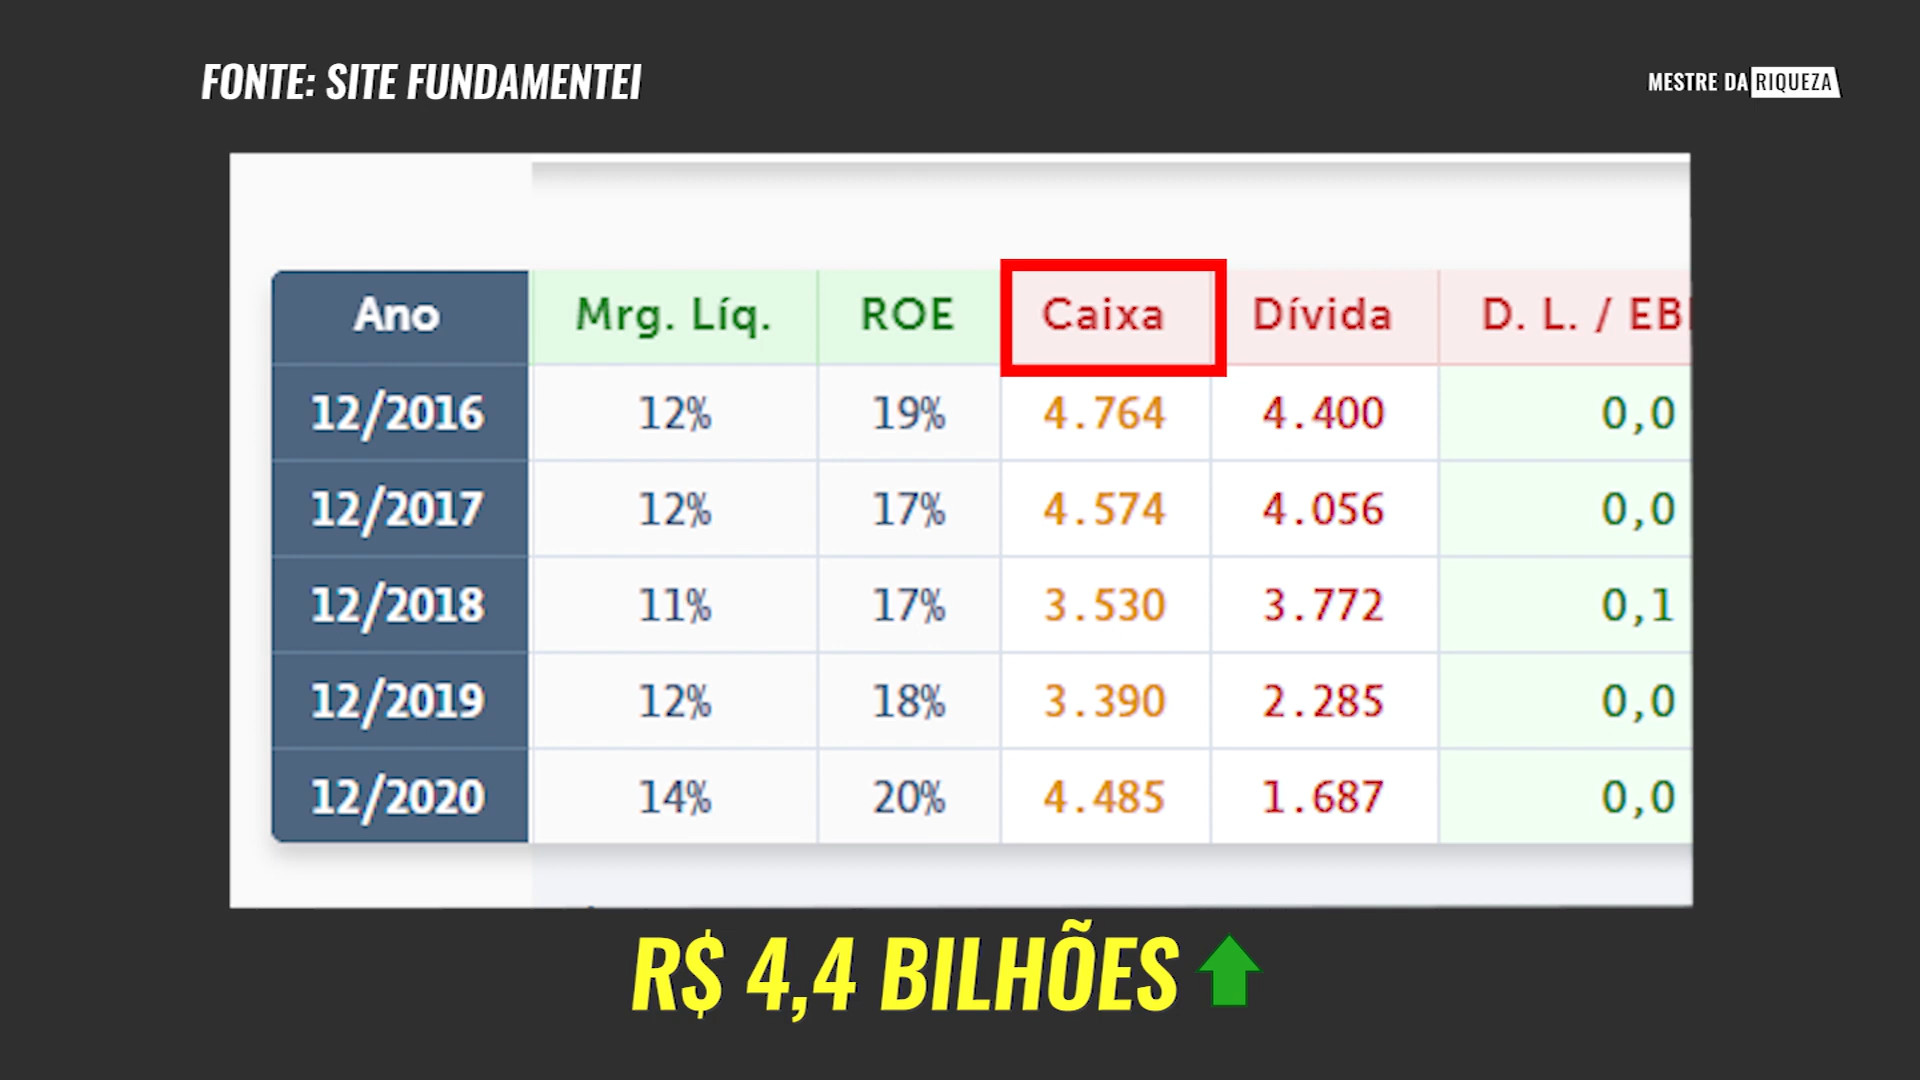 FONTE: SITE FUNDAMENTEI
MESTRE DA RIQUEZA
Ano Mrg. Líq. ROE Caixa Dívida D. L. / EB
12/2016 12% 19% 4.764 4.400 0,0
12/2017 12% 17% 4.574 4.056 0,0
12/2018 11% 17% 3.530 3.772 0,1
12/2019 12% 18% 3.390 2.285 0,0
12/2020 14% 20% 4.485 1.687 0,0
R$ 4,4 BILHÕES